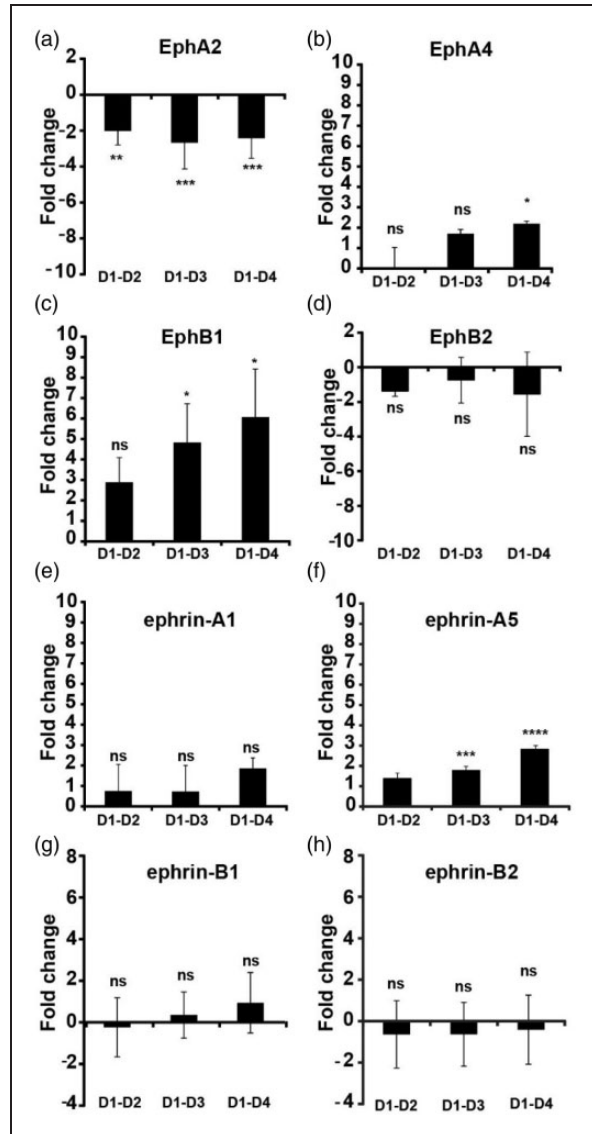 (a)
EphA2
Fold change
2
0
-2
-4
-6
-8
-10
**
***
***
D1-D2
D1-D3
D1-D4
(b)
EphA4
Fold change
10
9
8
7
6
5
4
3
2
1
0
ns
ns
*
D1-D2
D1-D3
D1-D4
(c)
EphB1
Fold change
10
9
8
7
6
5
4
3
2
1
0
ns
*
*
D1-D2
D1-D3
D1-D4
(d)
EphB2
Fold change
2
0
-2
-4
-6
-8
-10
ns
ns
ns
D1-D2
D1-D3
D1-D4
(e)
ephrin-A1
Fold change
10
9
8
7
6
5
4
3
2
1
0
ns
ns
ns
D1-D2
D1-D3
D1-D4
(f)
ephrin-A5
Fold change
10
9
8
7
6
5
4
3
2
1
0
***
****
D1-D2
D1-D3
D1-D4
(g)
ephrin-B1
Fold change
8
6
4
2
0
-2
-4
ns
ns
ns
D1-D2
D1-D3
D1-D4
(h)
ephrin-B2
Fold change
8
6
4
2
0
-2
-4
ns
ns
ns
D1-D2
D1-D3
D1-D4